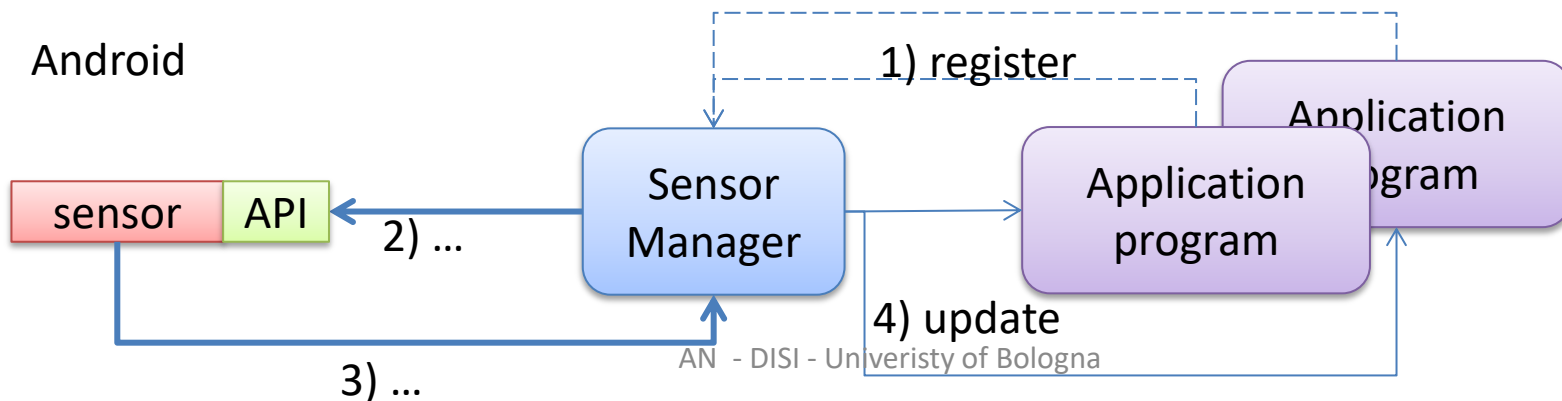 Android
1) register
Application
program
Application
ogram
Sensor
Manager
sensor
API
2) ...
4) update
AN - DISI - Univeristy of Bologna
3) ...